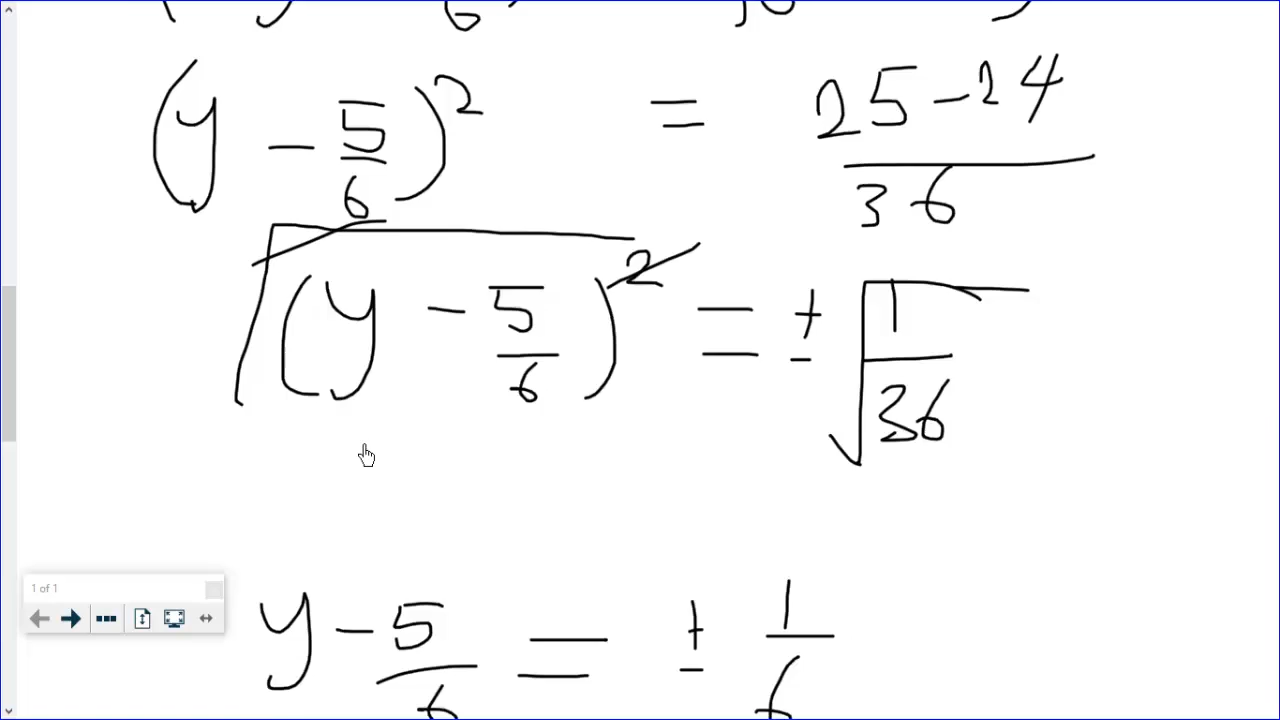 (y - 5/6)² = (25-24)/36
√(y - 5/6)² = ± √(1/36)
1 of 1
y - 5/6 = ± 1/6